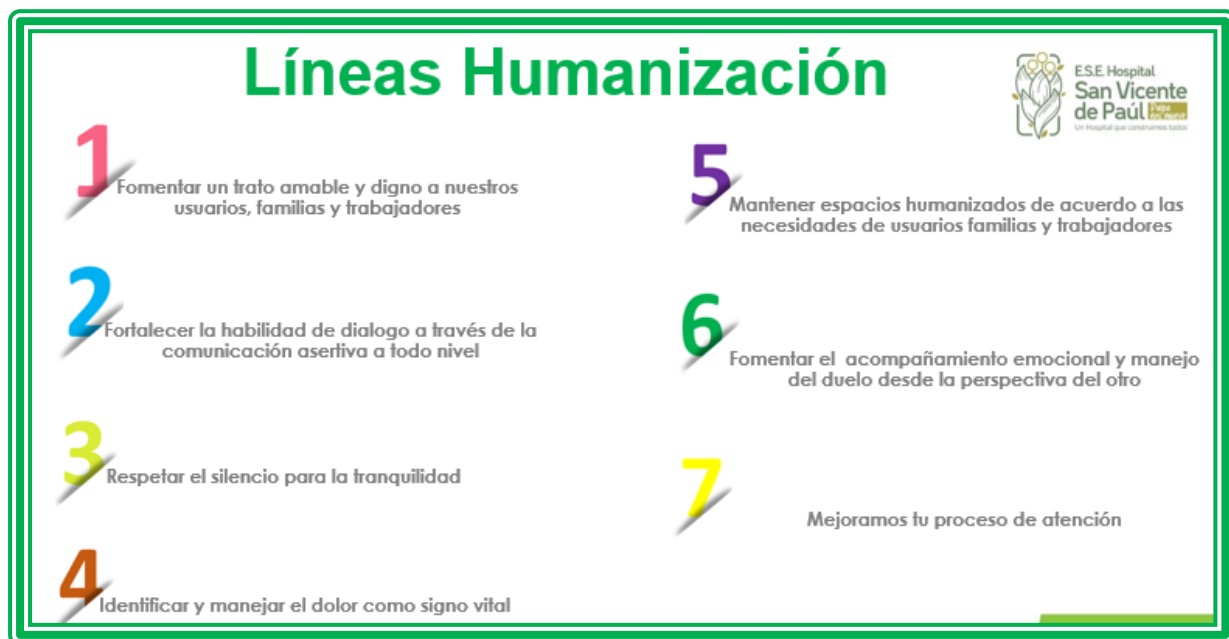 Líneas Humanización
E.S.E. Hospital
San Vicente
de Paúl
Un Hospital que construimos todos
1
Fomentar un trato amable y digno a nuestros
usuarios, familias y trabajadores
2
Fortalecer la habilidad de dialogo a través de la
comunicación asertiva a todo nivel
3
Respetar el silencio para la tranquilidad
4
Identificar y manejar el dolor como signo vital
5
Mantener espacios humanizados de acuerdo a las
necesidades de usuarios familias y trabajadores
6
Fomentar el  acompañamiento emocional y manejo
del duelo desde la perspectiva del otro
7
Mejoramos tu proceso de atención